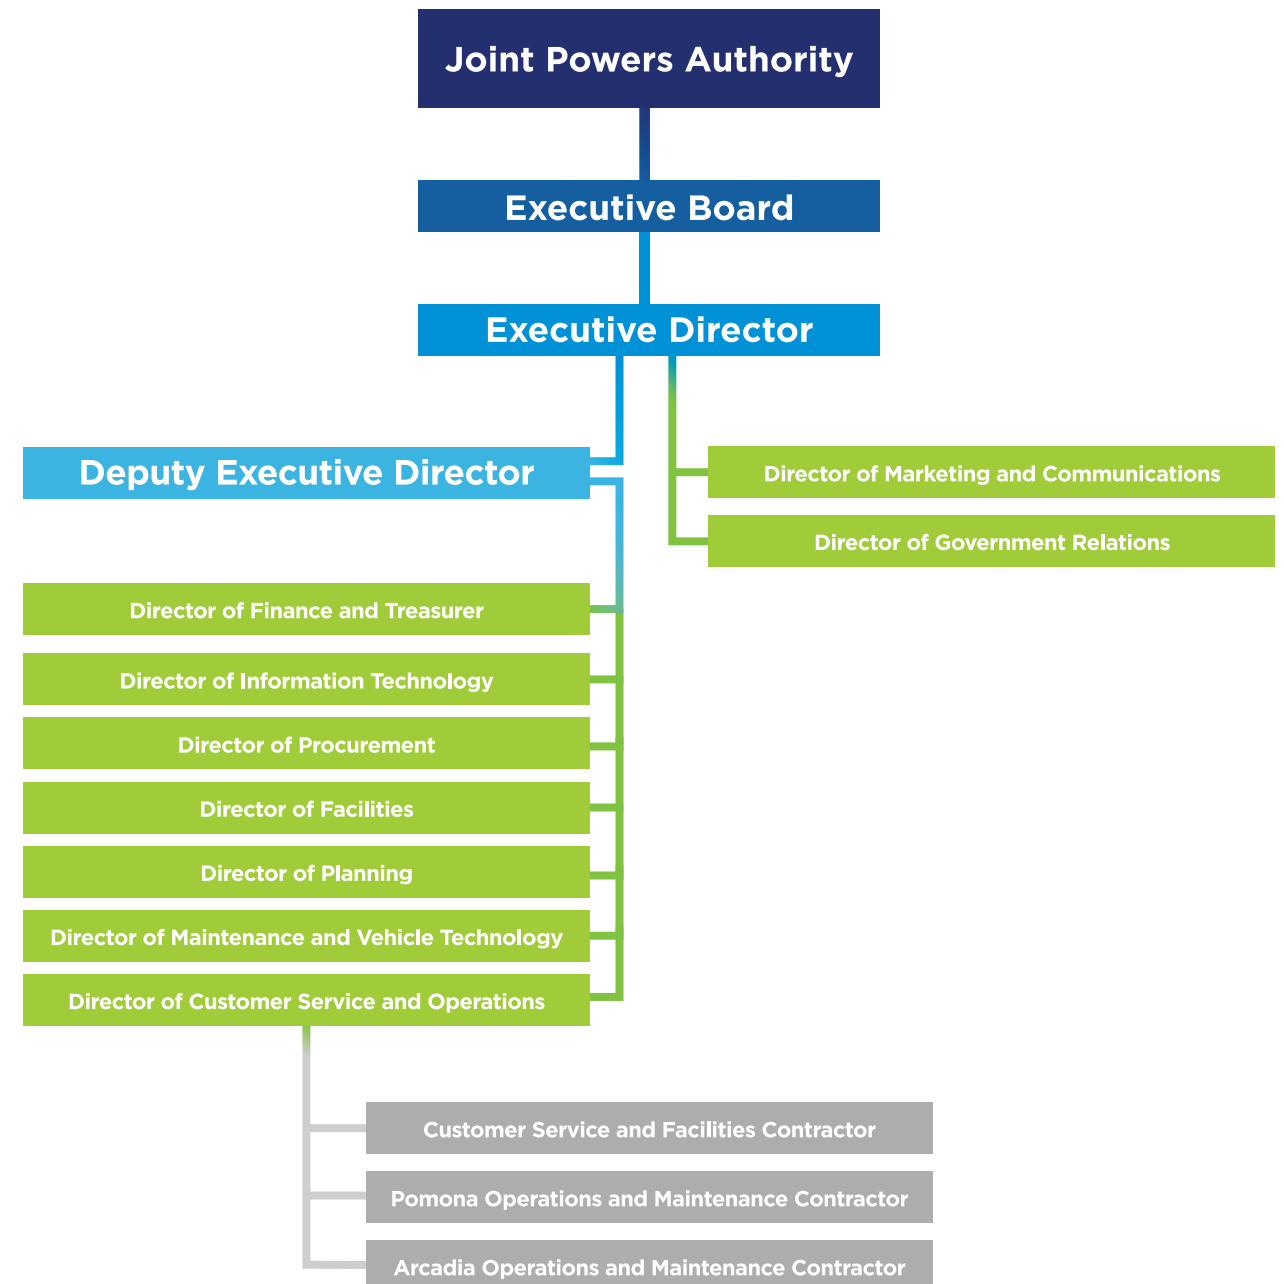 Joint Powers Authority
Executive Board
Executive Director
Deputy Executive Director
Director of Marketing and Communications
Director of Government Relations
Director of Finance and Treasurer
Director of Information Technology
Director of Procurement
Director of Facilities
Director of Planning
Director of Maintenance and Vehicle Technology
Director of Customer Service and Operations
Customer Service and Facilities Contractor
Pomona Operations and Maintenance Contractor
Arcadia Operations and Maintenance Contractor